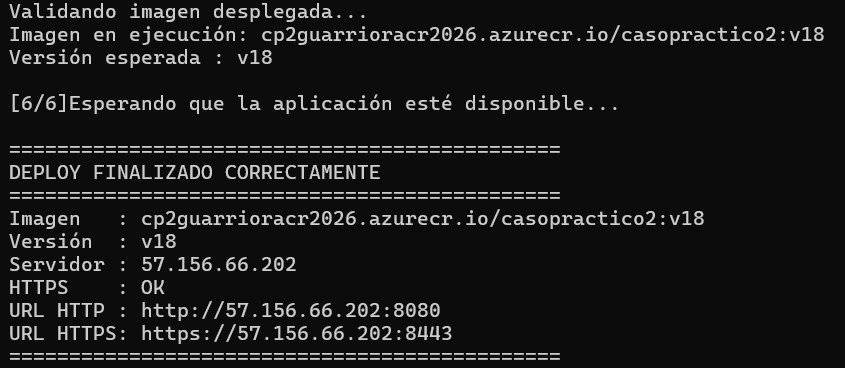 Validando imagen desplegada...
Imagen en ejecución: cp2guarrioracr2026.azurecr.io/casopractico2:v18
Versión esperada : v18
[6/6]Esperando que la aplicación esté disponible...
==============================================
DEPLOY FINALIZADO CORRECTAMENTE
==============================================
Imagen   : cp2guarrioracr2026.azurecr.io/casopractico2:v18
Versión  : v18
Servidor : 57.156.66.202
HTTPS    : OK
URL HTTP : http://57.156.66.202:8080
URL HTTPS: https://57.156.66.202:8443
==============================================